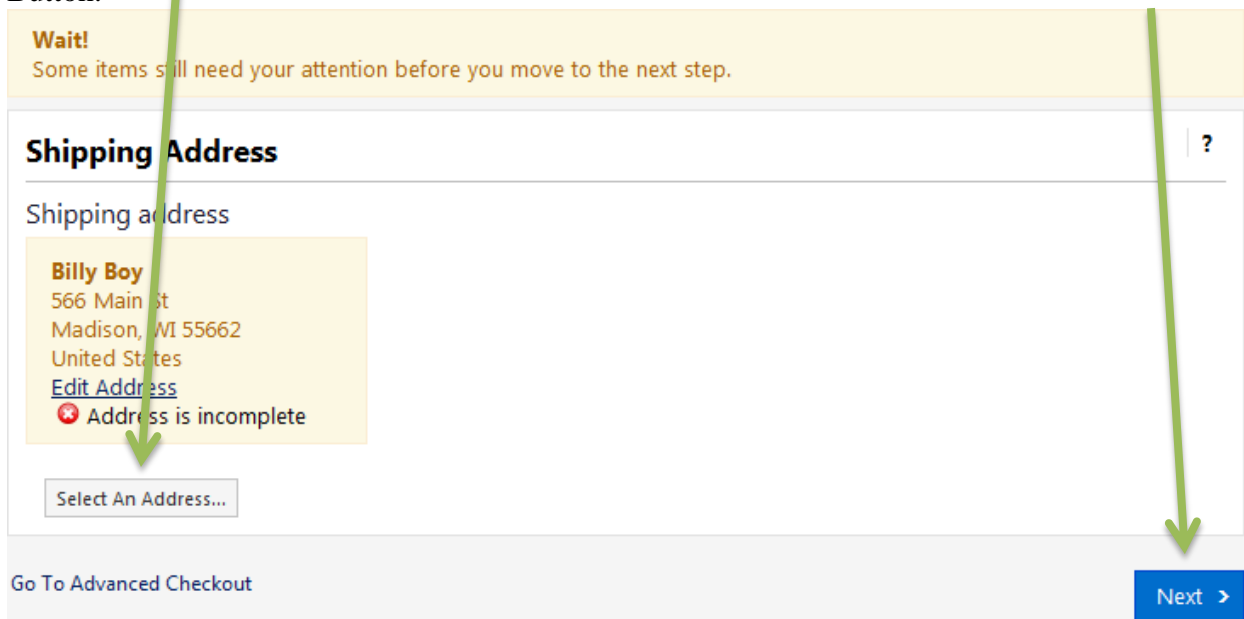 Button.
Wait!
Some items still need your attention before you move to the next step.
Shipping Address
?
Shipping address
Billy Boy
566 Main St
Madison, WI 55662
United States
Edit Address
Address is incomplete
Select An Address...
Go To Advanced Checkout
Next >